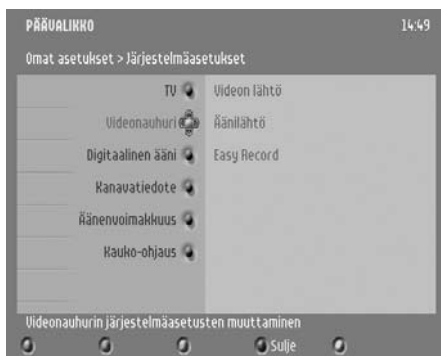 PÄÄVALIKKO 14:49
Omat asetukset > Järjestelmäasetukset
TV Videon lähtö
Videonauhuri Äänilähtö
Digitaalinen ääni Easy Record
Kanavatiedote
Äänenvoimakkuus
Kauko-ohjaus
Videonauhurin järjestelmäasetusten muuttaminen
Sulje